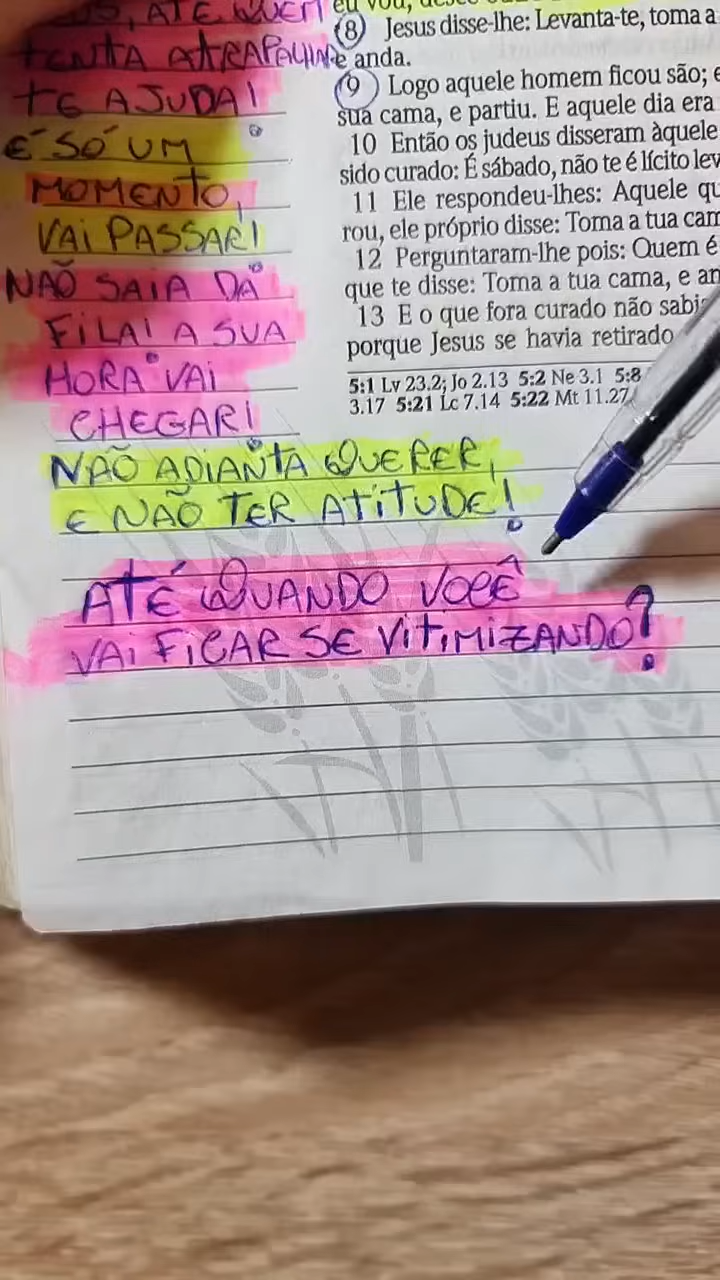 ATÉ QUEM
TENTA ATRAPALHAR
TE AJUDA!
É SÓ UM
MOMENTO,
VAI PASSAR!
NÃO SAIA DA
FILA! A SUA
HORA VAI
CHEGAR!
NÃO ADIANTA QUERER,
E NÃO TER ATITUDE!
ATÉ QUANDO VOCÊ
VAI FICAR SE VITIMIZANDO?
eu vou,
(8) Jesus disse-lhe: Levanta-te, toma a
e anda.
(9) Logo aquele homem ficou são; e
sua cama, e partiu. E aquele dia era
10 Então os judeus disseram àquele
sido curado: É sábado, não te é lícito lev
11 Ele respondeu-lhes: Aquele qu
rou, ele próprio disse: Toma a tua cam
12 Perguntaram-lhe pois: Quem é
que te disse: Toma a tua cama, e an
13 E o que fora curado não sabi
porque Jesus se havia retirado
5:1 Lv 23.2; Jo 2.13 5:2 Ne 3.1 5:8
3.17 5:21 Lc 7.14 5:22 Mt 11.27